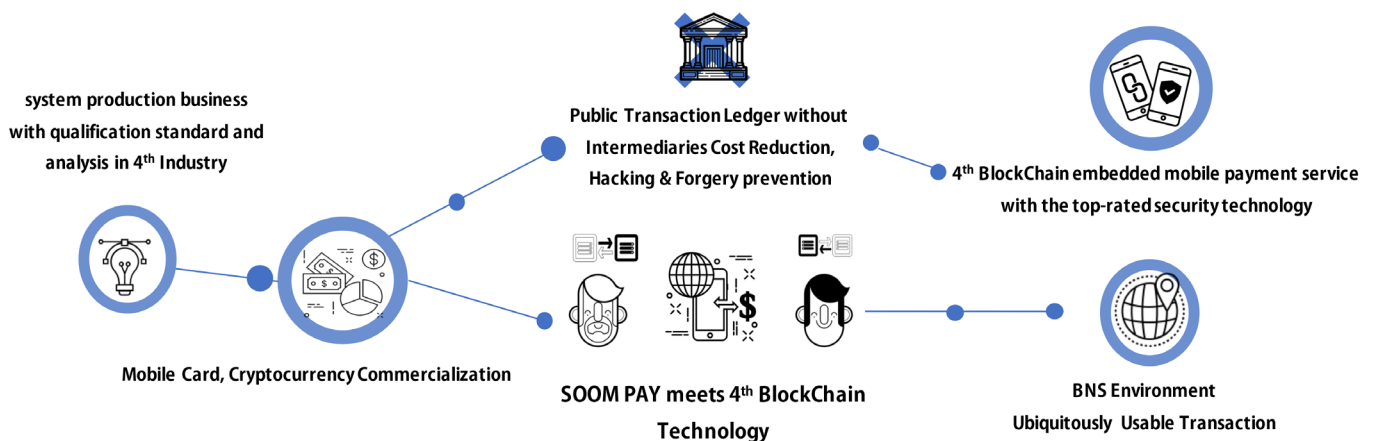 system production business
with qualification standard and
analysis in 4th Industry
Mobile Card, Cryptocurrency Commercialization
Public Transaction Ledger without
Intermediaries Cost Reduction,
Hacking & Forgery prevention
SOOM PAY meets 4th BlockChain
Technology
4th BlockChain embedded mobile payment service
with the top-rated security technology
BNS Environment
Ubiquitously Usable Transaction